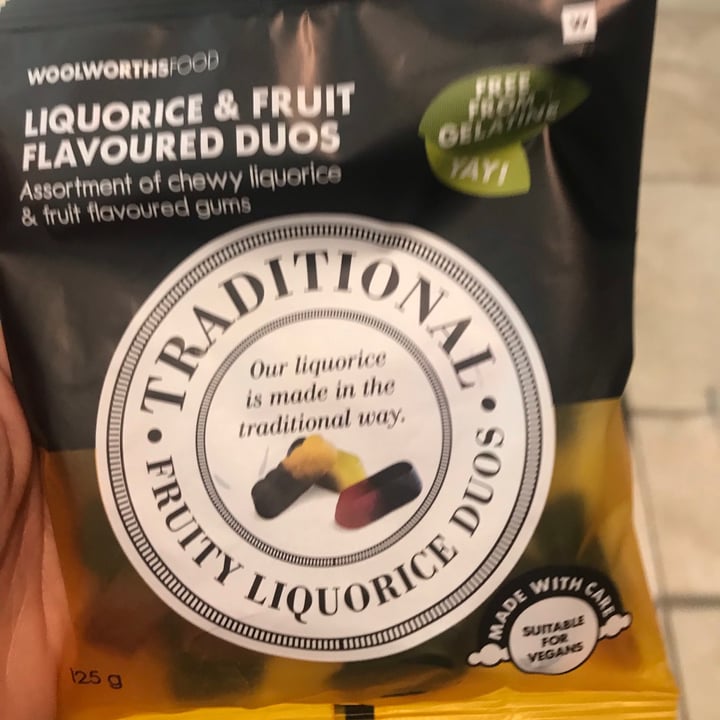 W
WOOLWORTHSFOOD
LIQUORICE & FRUIT
FLAVOURED DUOS
Assortment of chewy liquorice
& fruit flavoured gums
FREE
FROM
GELATINE
YAY!
• TRADITIONAL •
Our liquorice
is made in the
traditional way.
FRUITY LIQUORICE DUOS
MADE WITH CARE
SUITABLE
FOR
VEGANS
125 g